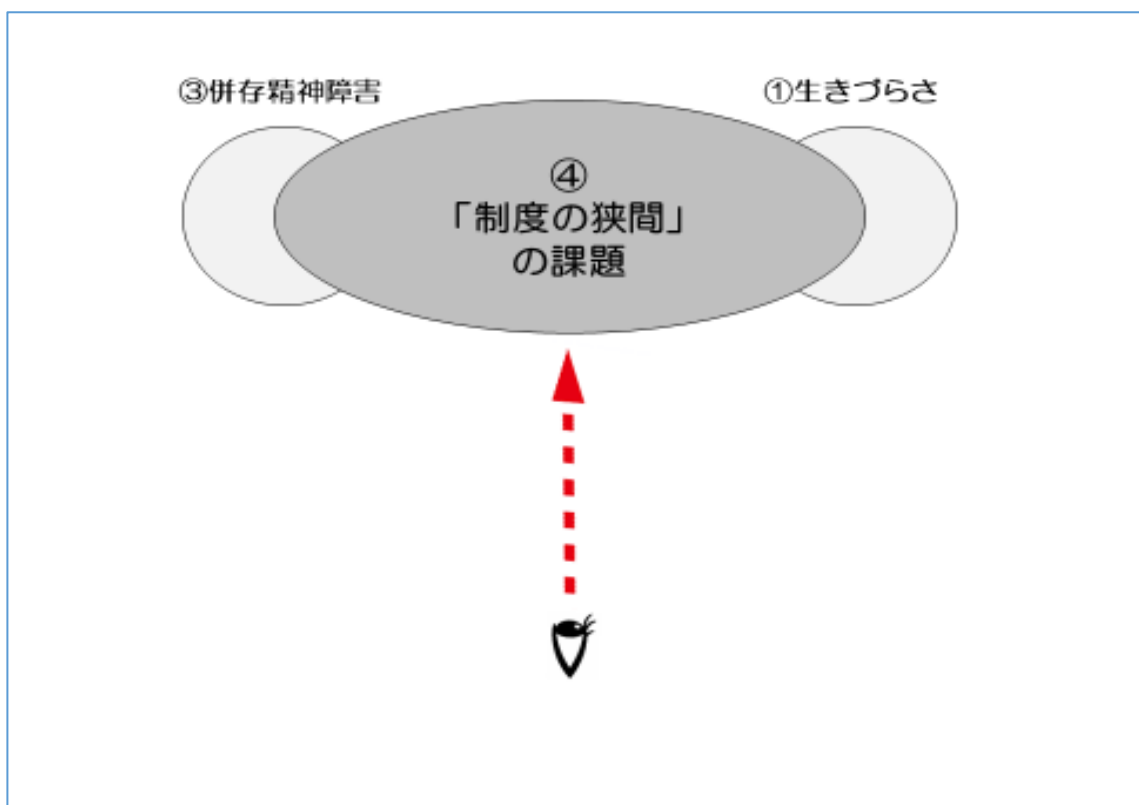 ③併存精神障害
①生きづらさ
④
「制度の狭間」
の課題